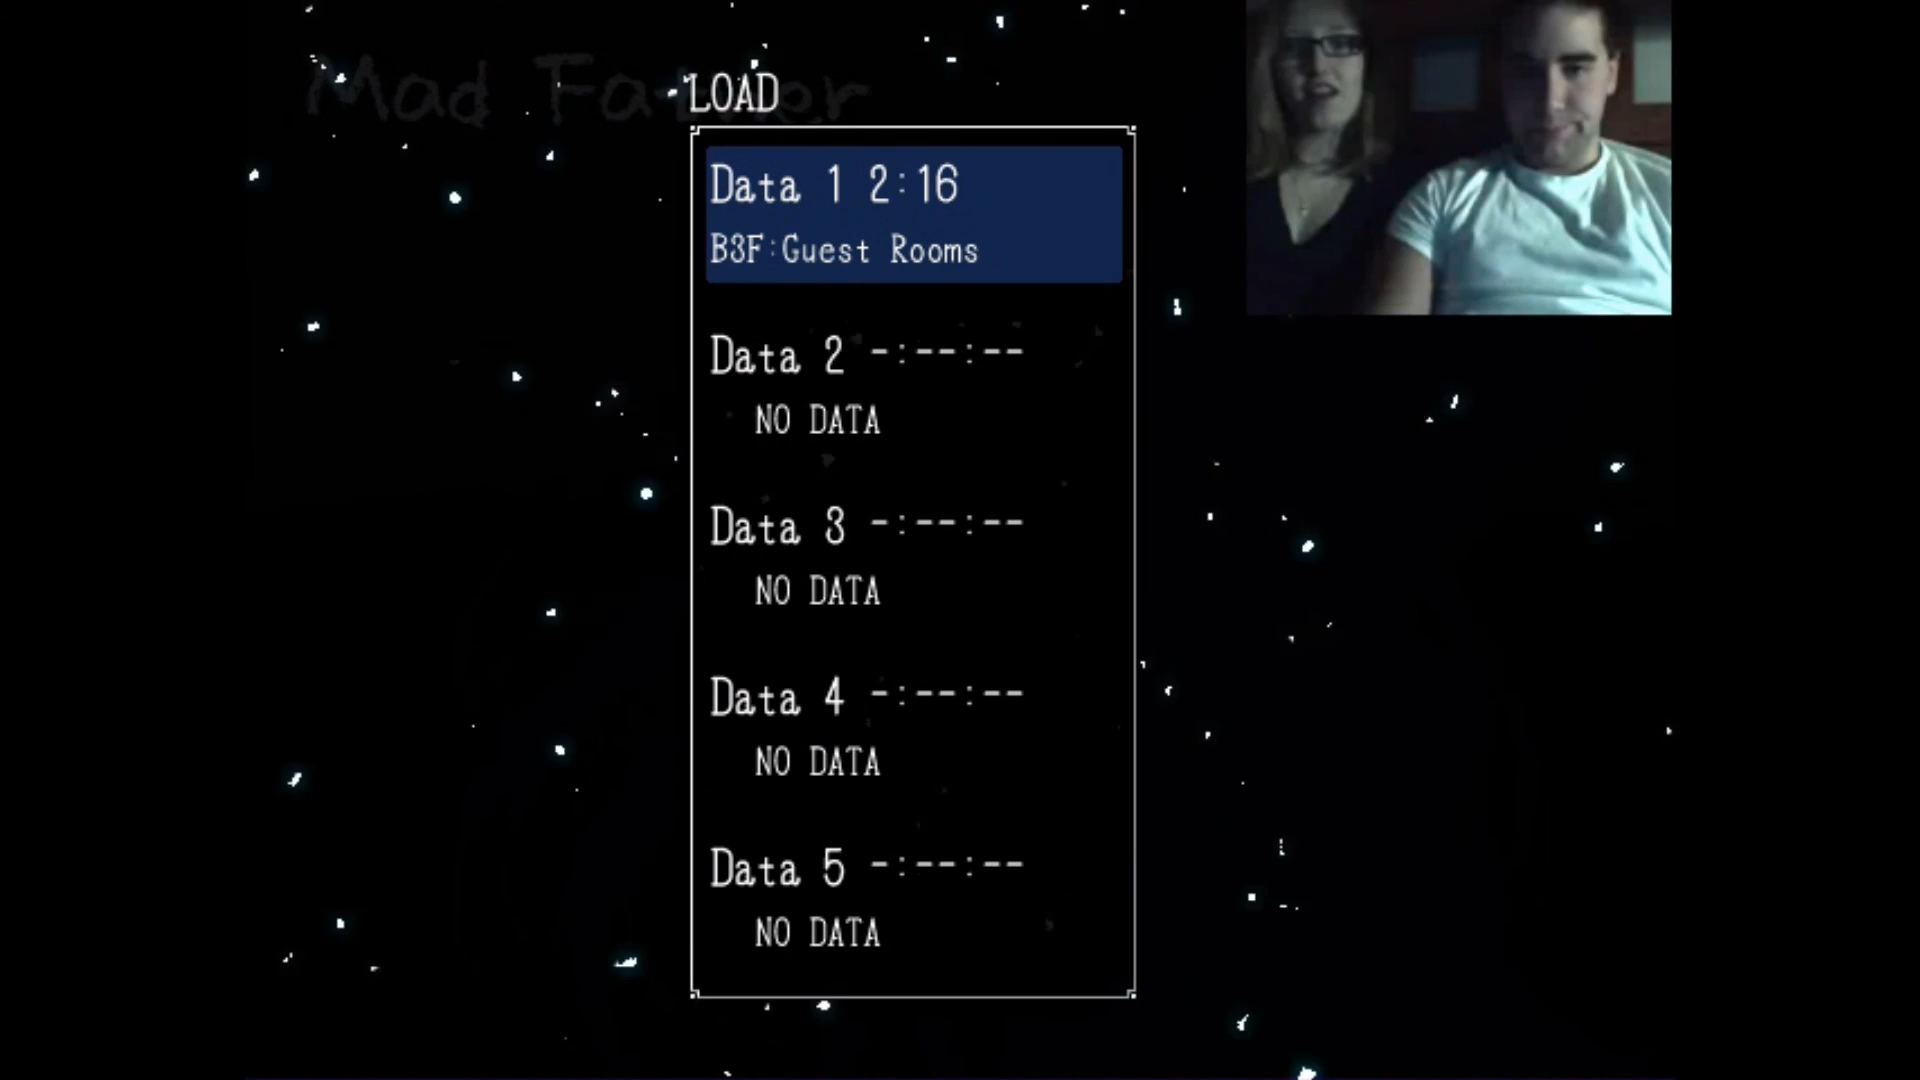 Mad Father
LOAD
Data 1 2:16
B3F:Guest Rooms
Data 2 -:--:--
NO DATA
Data 3 -:--:--
NO DATA
Data 4 -:--:--
NO DATA
Data 5 -:--:--
NO DATA